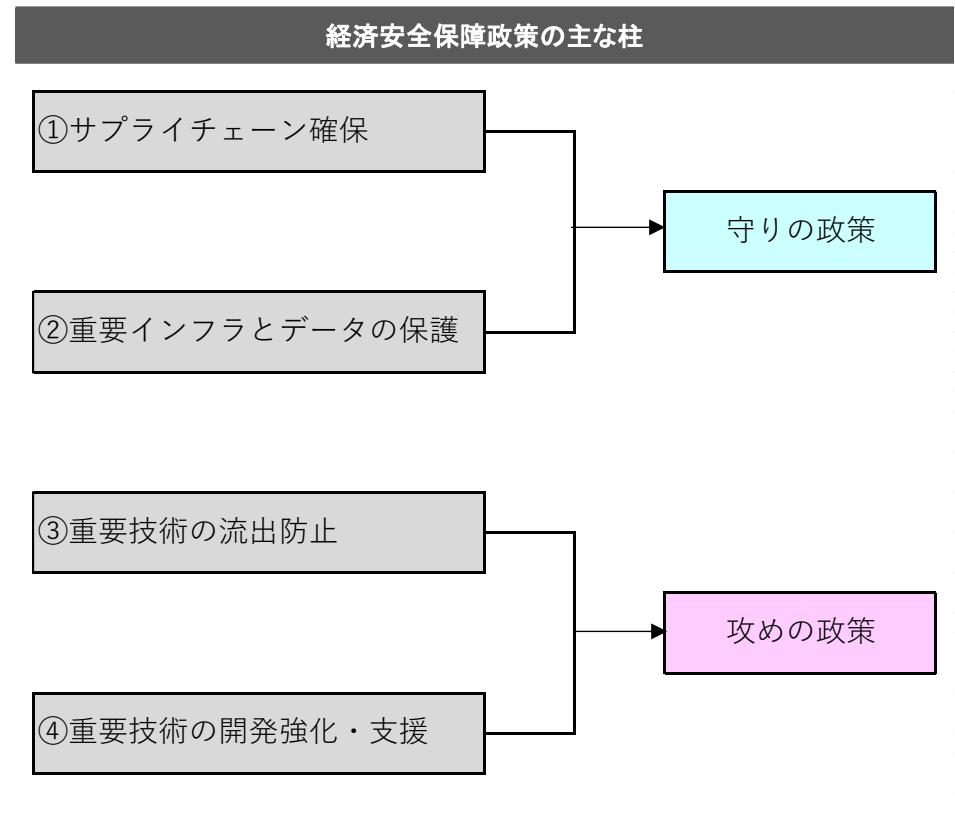 経済安全保障政策の主な柱
①サプライチェーン確保
守りの政策
②重要インフラとデータの保護
③重要技術の流出防止
攻めの政策
④重要技術の開発強化・支援